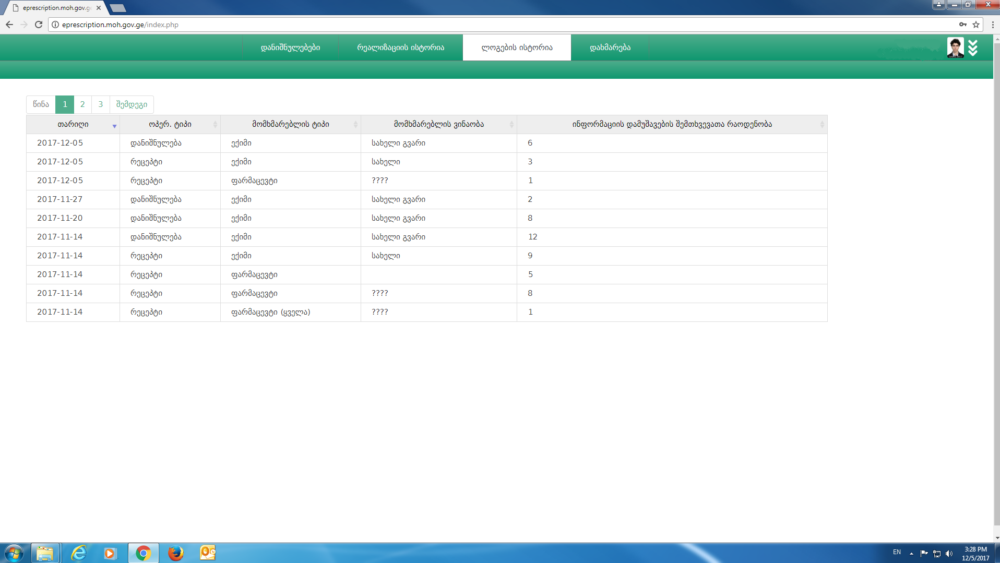 eprescription.moh.gov.ge
eprescription.moh.gov.ge/index.php
დანიშნულებები რეალიზაციის ისტორია ლოგების ისტორია დახმარება
წინა 1 2 3 შემდეგი
თარიღი ოპერ. ტიპი მომხმარებლის ტიპი მომხმარებლის ვინაობა ინფორმაციის დამუშავების შემთხვევათა რაოდენობა
2017-12-05 დანიშნულება ექიმი სახელი გვარი 6
2017-12-05 რეცეპტი ექიმი სახელი 3
2017-12-05 რეცეპტი ფარმაცევტი ???? 1
2017-11-27 დანიშნულება ექიმი სახელი გვარი 2
2017-11-20 დანიშნულება ექიმი სახელი გვარი 8
2017-11-14 დანიშნულება ექიმი სახელი გვარი 12
2017-11-14 რეცეპტი ექიმი სახელი 9
2017-11-14 რეცეპტი ფარმაცევტი 5
2017-11-14 რეცეპტი ფარმაცევტი ???? 8
2017-11-14 რეცეპტი ფარმაცევტი (ყველა) ???? 1
EN 3:28 PM
12/5/2017